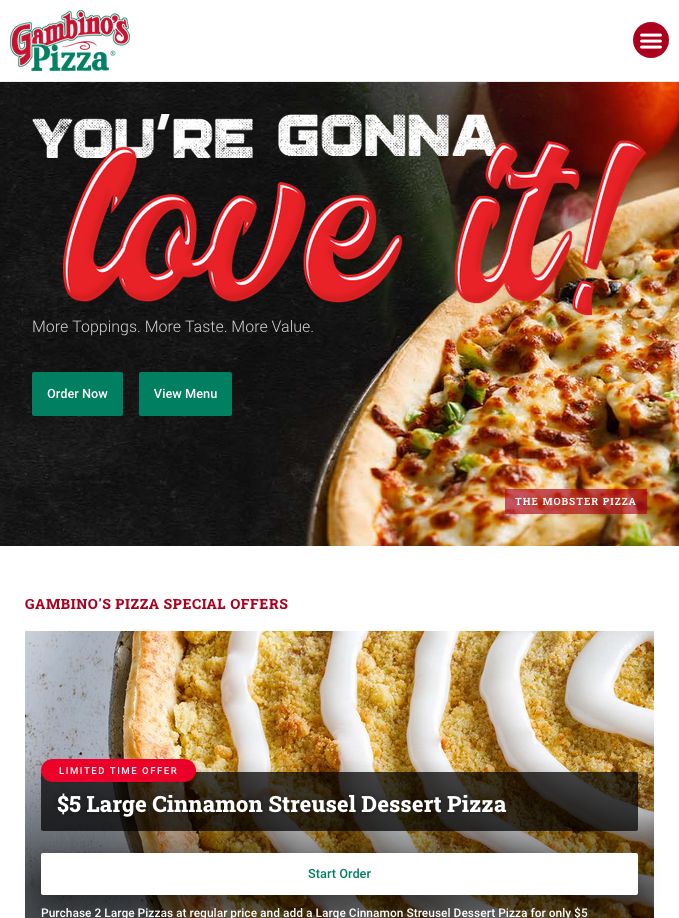 Gambino's
Pizza®
YOU'RE GONNA
love it!
More Toppings. More Taste. More Value.
Order Now
View Menu
THE MOBSTER PIZZA
GAMBINO'S PIZZA SPECIAL OFFERS
LIMITED TIME OFFER
$5 Large Cinnamon Streusel Dessert Pizza
Start Order
Purchase 2 Large Pizzas at regular price and add a Large Cinnamon Streusel Dessert Pizza for only $5